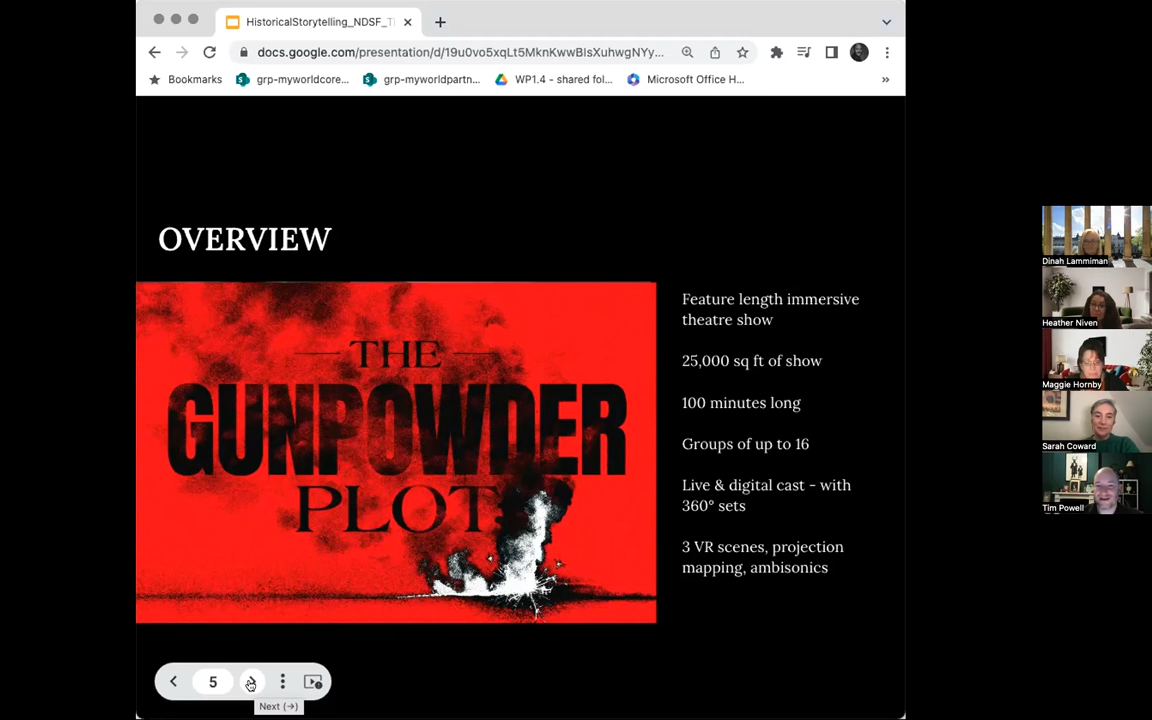 HistoricalStorytelling_NDSF_T
docs.google.com/presentation/d/19u0vo5xqLt5MknKwwBlsXuhwgNYy...
Bookmarks
grp-myworldcore...
grp-myworldpartn...
WP1.4 - shared fol...
Microsoft Office H...
»
OVERVIEW
THE
GUNPOWDER
PLOT
Feature length immersive
theatre show
25,000 sq ft of show
100 minutes long
Groups of up to 16
Live & digital cast - with
360° sets
3 VR scenes, projection
mapping, ambisonics
Dinah Lammiman
Heather Niven
Maggie Hornby
Sarah Coward
Tim Powell
5
Next (→)